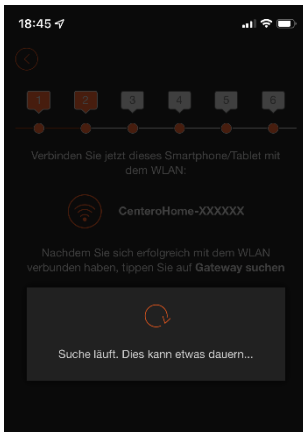 18:45
1 2 3 4 5 6
Verbinden Sie jetzt dieses Smartphone/Tablet mit
dem WLAN:
CenteroHome-XXXXXX
Nachdem Sie sich erfolgreich mit dem WLAN
verbunden haben, tippen Sie auf Gateway suchen
Suche läuft. Dies kann etwas dauern...